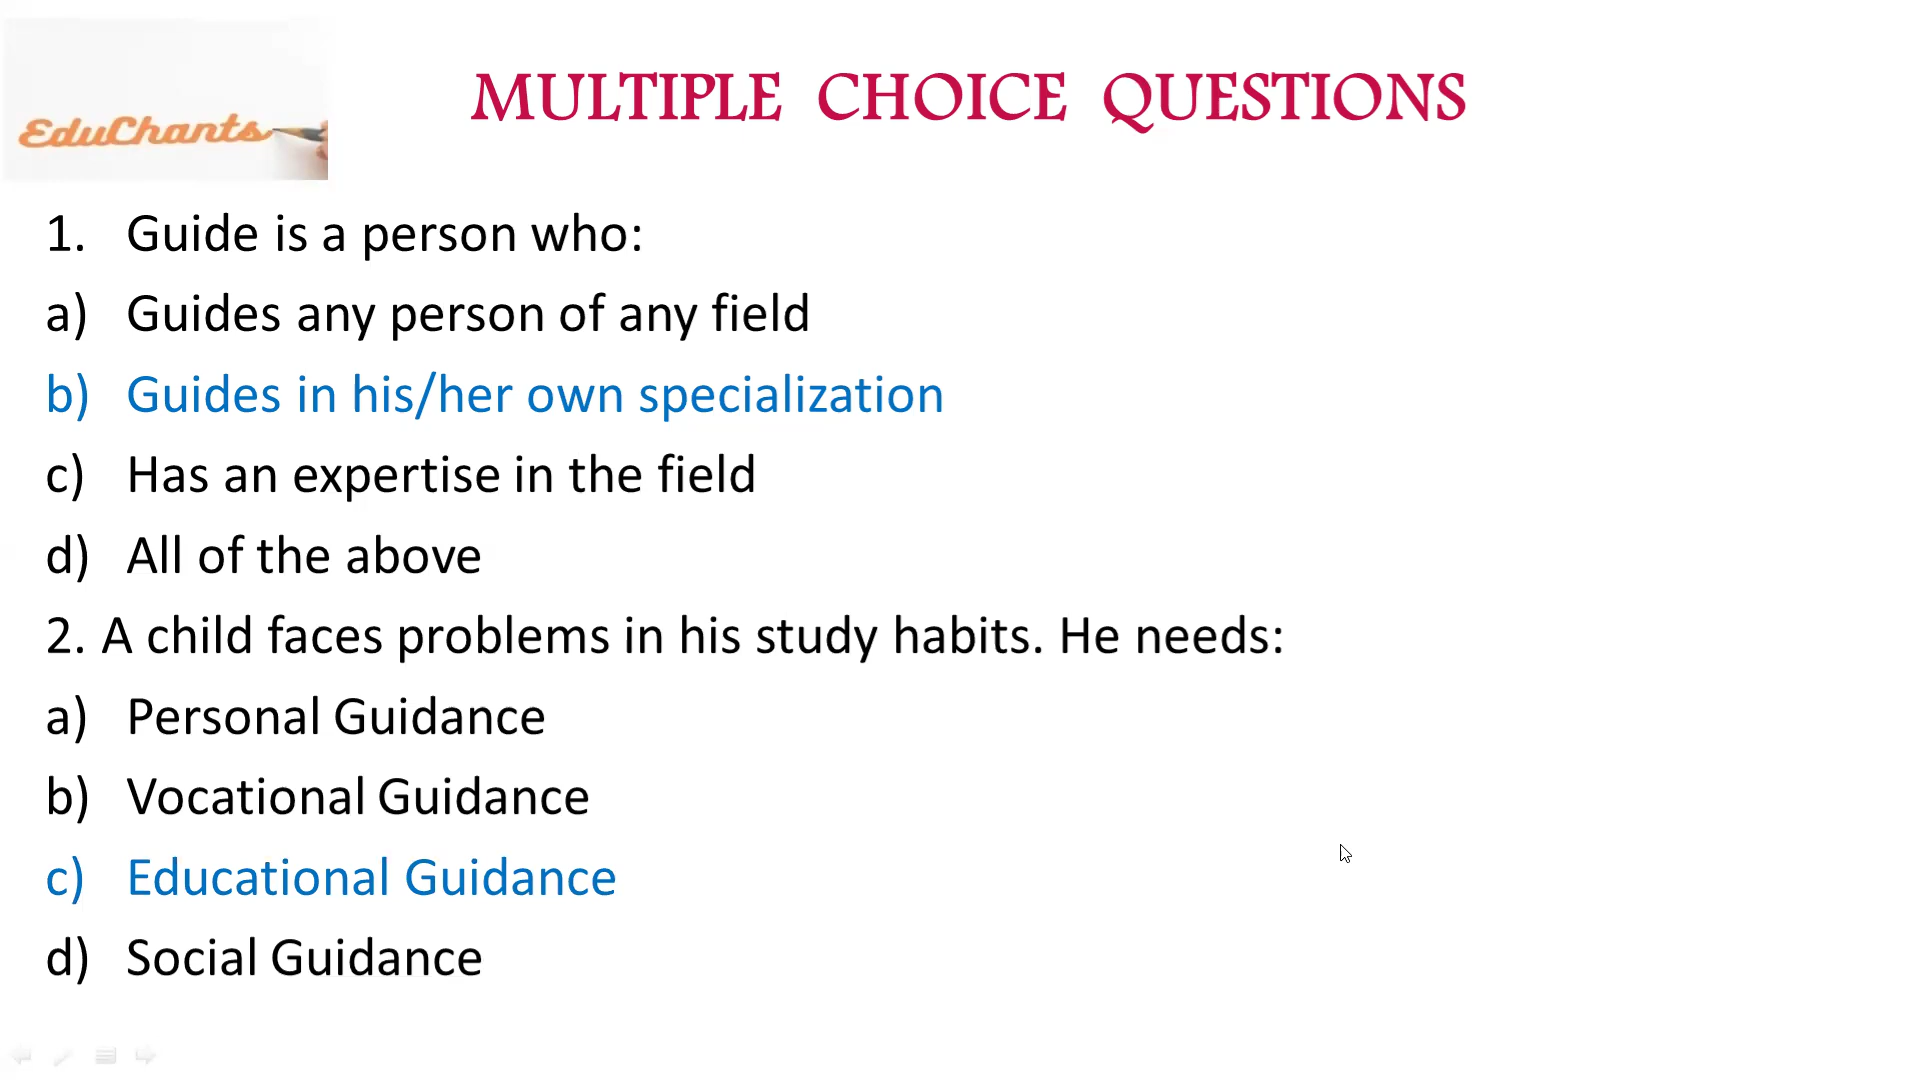 EduChants
MULTIPLE CHOICE QUESTIONS
1. Guide is a person who:
a) Guides any person of any field
b) Guides in his/her own specialization
c) Has an expertise in the field
d) All of the above
2. A child faces problems in his study habits. He needs:
a) Personal Guidance
b) Vocational Guidance
c) Educational Guidance
d) Social Guidance